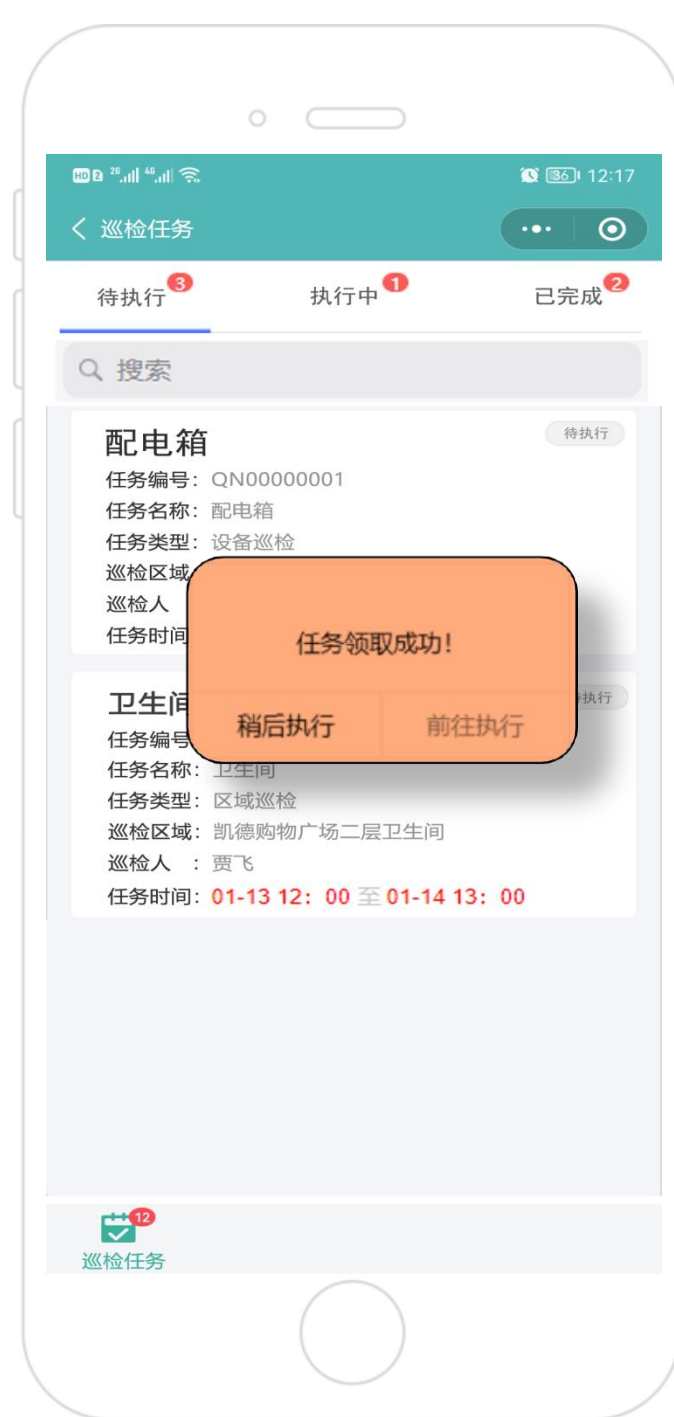 HD 2 2G 4G 36 12:17
巡检任务
待执行 3 执行中 1 已完成 2
搜索
配电箱 待执行
任务编号：QN00000001
任务名称：配电箱
任务类型：设备巡检
巡检区域
巡检人
任务时间
任务领取成功！
稍后执行 前往执行
卫生间 待执行
任务编号
任务名称：卫生间
任务类型：区域巡检
巡检区域：凯德购物广场二层卫生间
巡检人 ：贾飞
任务时间：01-13 12：00 至 01-14 13：00
12
巡检任务